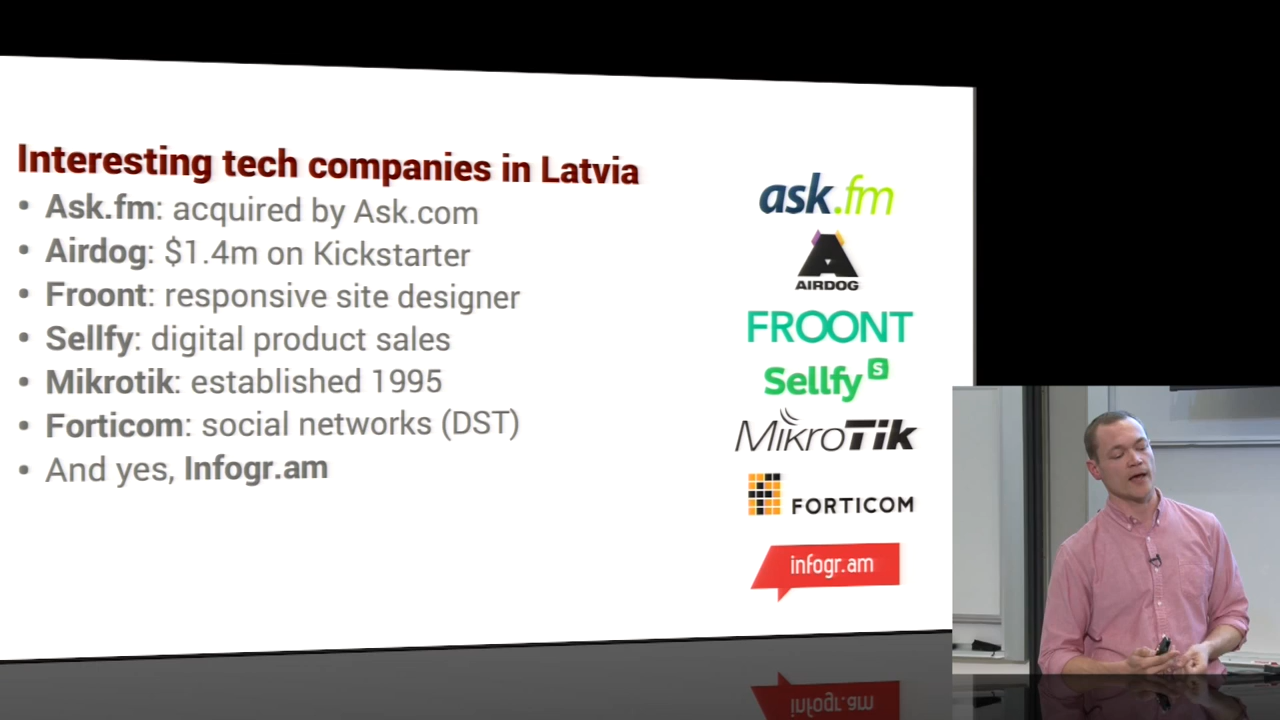 Interesting tech companies in Latvia
• Ask.fm: acquired by Ask.com
• Airdog: $1.4m on Kickstarter
• Froont: responsive site designer
• Sellfy: digital product sales
• Mikrotik: established 1995
• Forticom: social networks (DST)
• And yes, Infogr.am
ask.fm
AIRDOG
FROONT
Sellfy S
MikroTik
FORTICOM
infogr.am